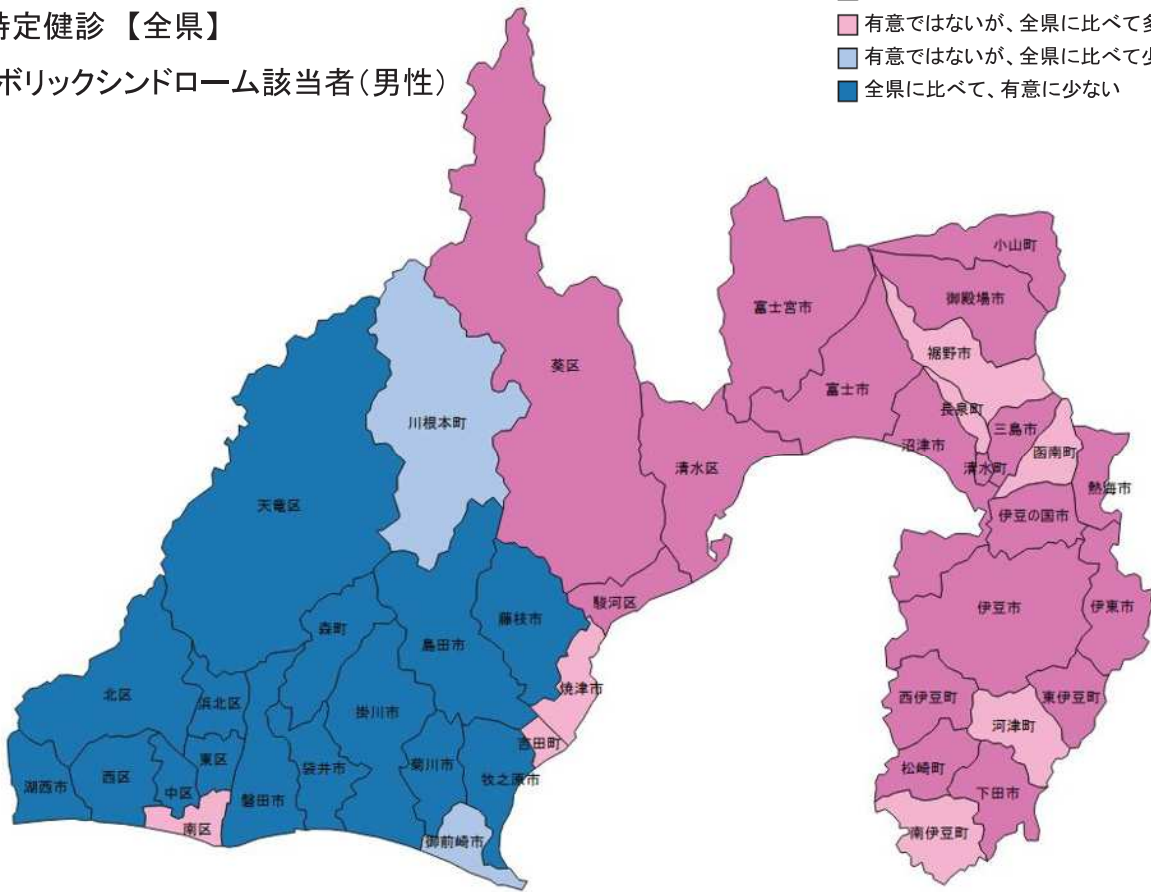 特定健診 【全県】
ボリックシンドローム該当者(男性)
有意ではないが、全県に比べて多
有意ではないが、全県に比べて少
全県に比べて、有意に少ない
小山町
御殿場市
富士宮市
裾野市
葵区
富士市
長泉町
川根本町
三島市
沼津市
函南町
清水区
清水町
熱海市
天竜区
伊豆の国市
駿河区
伊豆市
伊東市
藤枝市
森町
島田市
焼津市
北区
浜北区
西伊豆町
東伊豆町
掛川市
河津町
吉田町
東区
菊川市
袋井市
松崎町
西区
牧之原市
湖西市
中区
下田市
磐田市
南区
南伊豆町
御前崎市